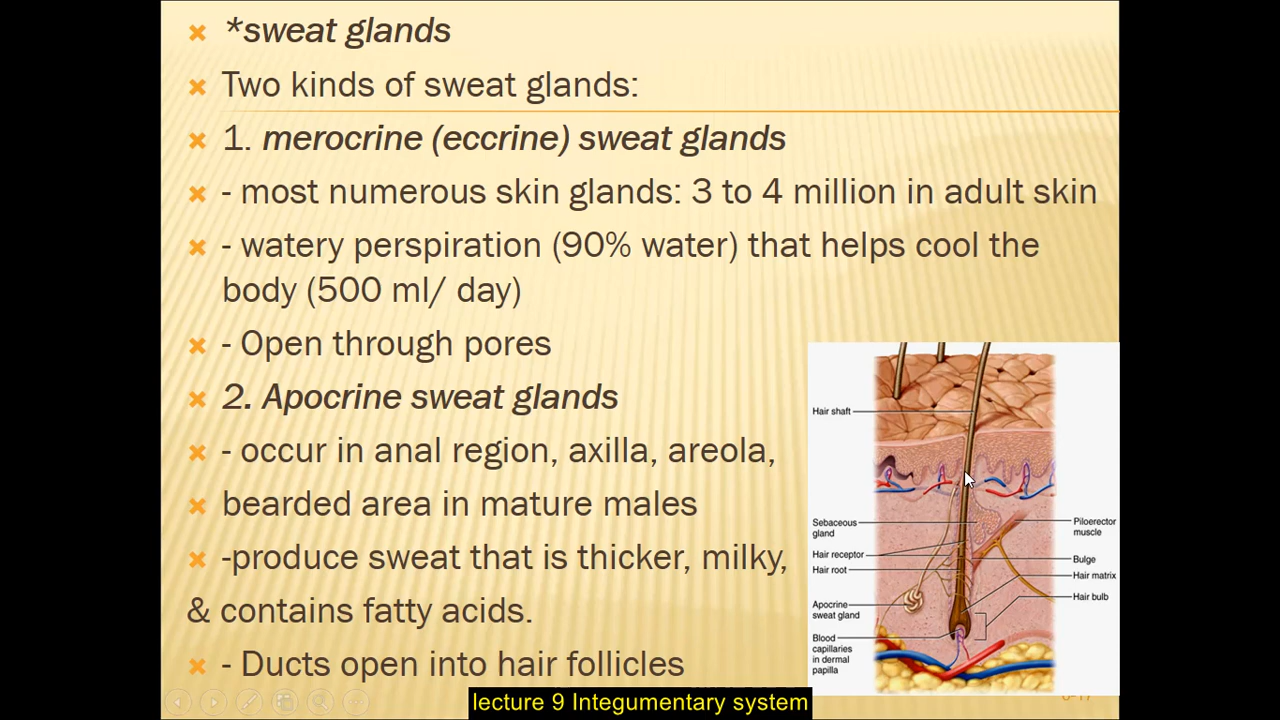 *sweat glands
Two kinds of sweat glands:
1. merocrine (eccrine) sweat glands
- most numerous skin glands: 3 to 4 million in adult skin
- watery perspiration (90% water) that helps cool the
body (500 ml/ day)
- Open through pores
2. Apocrine sweat glands
- occur in anal region, axilla, areola,
bearded area in mature males
-produce sweat that is thicker, milky,
& contains fatty acids.
- Ducts open into hair follicles
Hair shaft
Sebaceous
gland
Hair receptor
Hair root
Apocrine
sweat gland
Blood
capillaries
in dermal
papilla
Piloerector
muscle
Bulge
Hair matrix
Hair bulb
lecture 9 Integumentary system